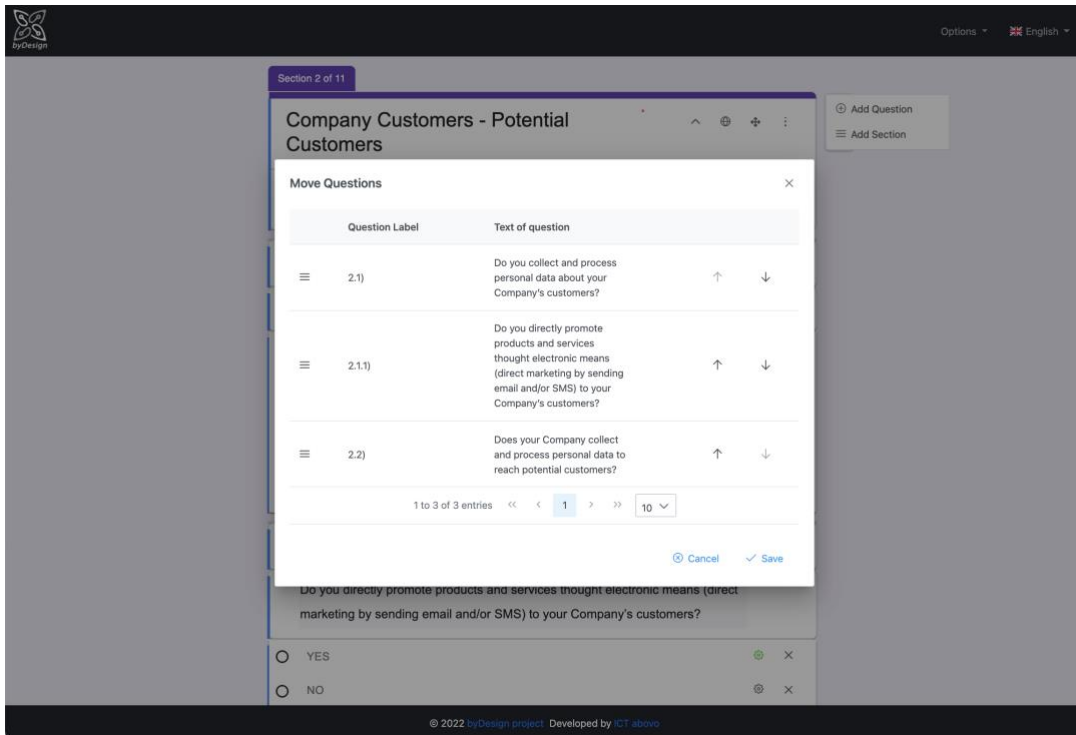 byDesign
Options
English
Section 2 of 11
Company Customers - Potential
Customers
Add Question
Add Section
Move Questions
Question Label Text of question
2.1)
Do you collect and process
personal data about your
Company's customers?
2.1.1)
Do you directly promote
products and services
thought electronic means
(direct marketing by sending
email and/or SMS) to your
Company's customers?
2.2)
Does your Company collect
and process personal data to
reach potential customers?
1 to 3 of 3 entries << < 1 > >> 10
Cancel Save
Do you directly promote products and services thought electronic means (direct
marketing by sending email and/or SMS) to your Company's customers?
YES
NO
© 2022 byDesign project Developed by ICT abovo